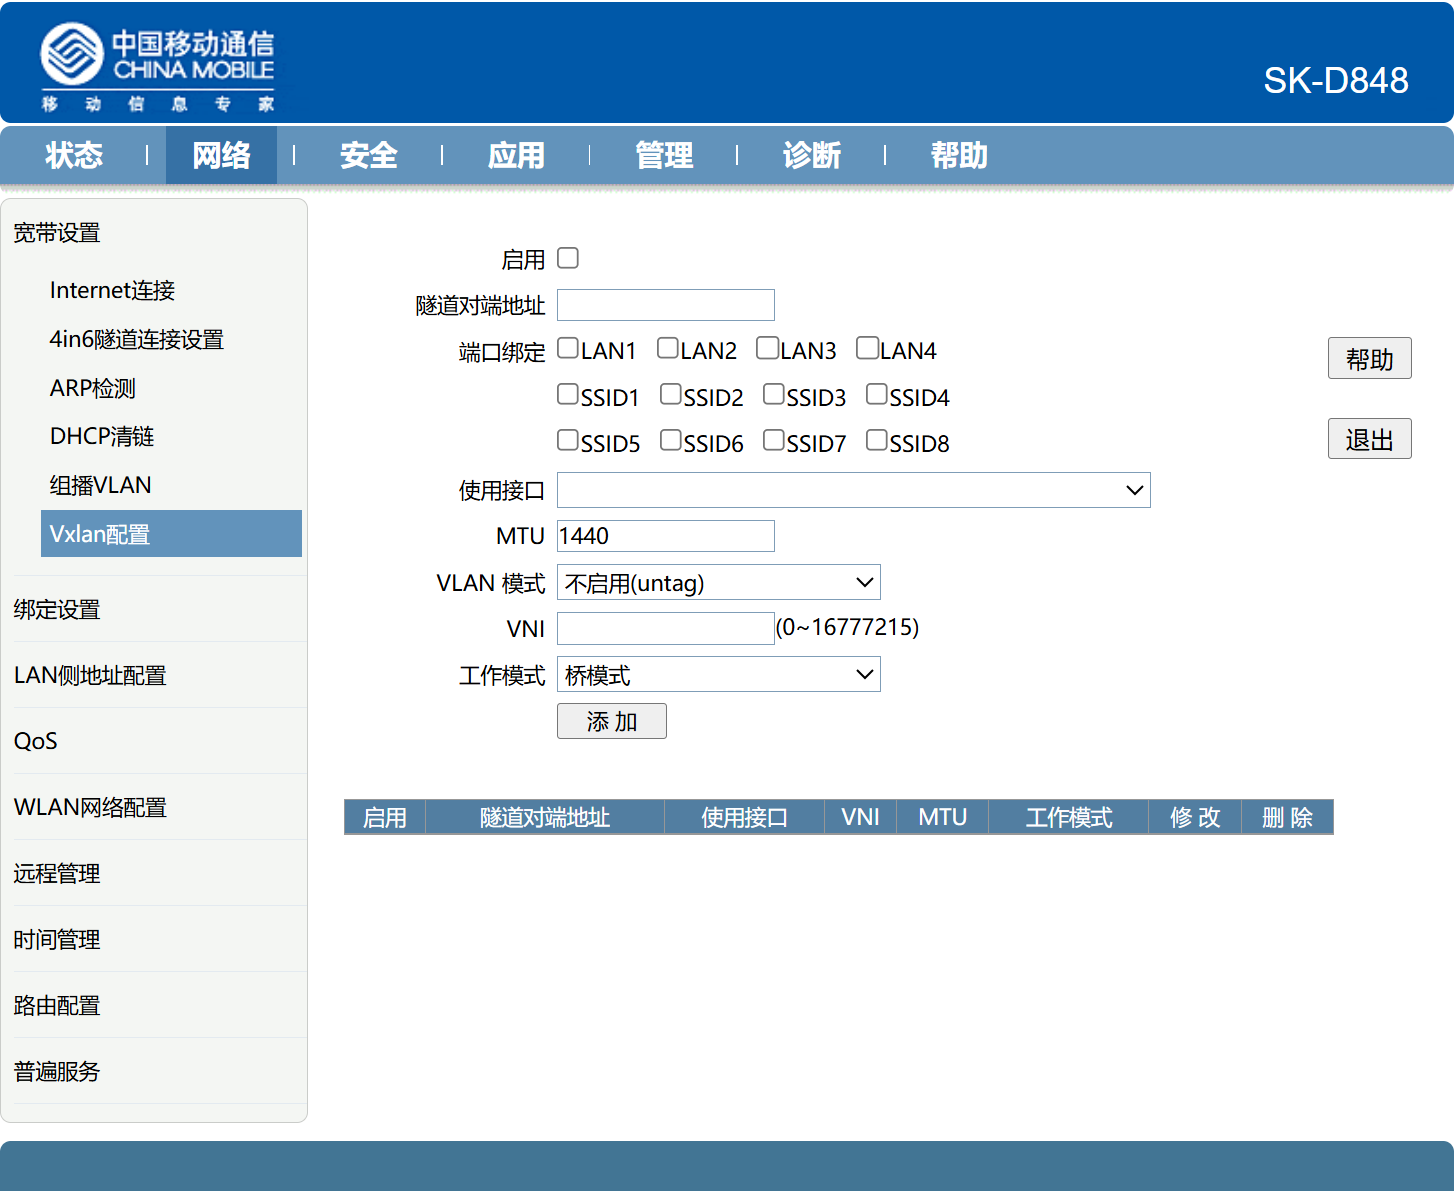 中国移动通信
CHINA MOBILE
移动信息专家
SK-D848
状态 | 网络 | 安全 | 应用 | 管理 | 诊断 | 帮助
宽带设置
Internet连接
4in6隧道连接设置
ARP检测
DHCP清链
组播VLAN
Vxlan配置
绑定设置
LAN侧地址配置
QoS
WLAN网络配置
远程管理
时间管理
路由配置
普遍服务
启用
隧道对端地址
端口绑定 LAN1 LAN2 LAN3 LAN4
SSID1 SSID2 SSID3 SSID4
SSID5 SSID6 SSID7 SSID8
使用接口
MTU 1440
VLAN 模式 不启用(untag)
VNI (0~16777215)
工作模式 桥模式
添 加
帮助
退出
启用 隧道对端地址 使用接口 VNI MTU 工作模式 修 改 删 除